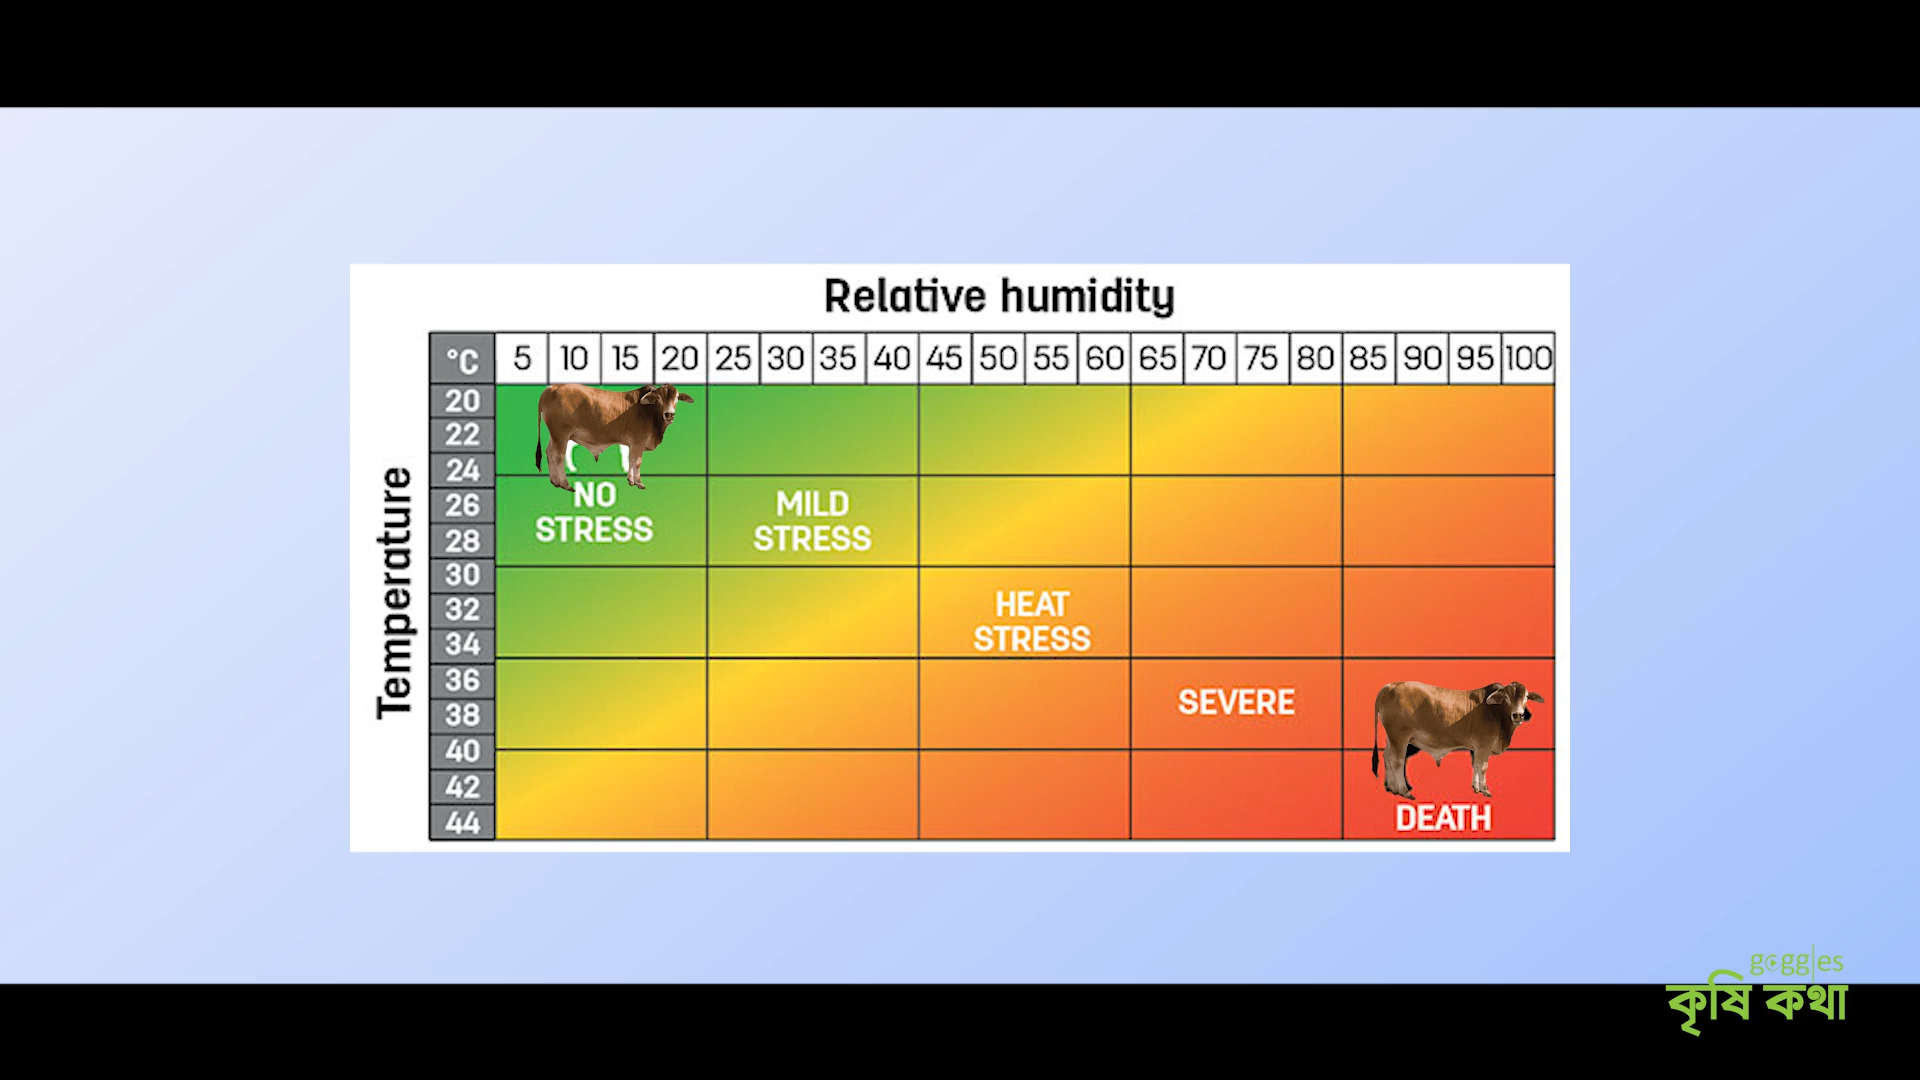 Relative humidity
°C 5 10 15 20 25 30 35 40 45 50 55 60 65 70 75 80 85 90 95 100
Temperature
20
22
24
26
28
30
32
34
36
38
40
42
44
NO
STRESS
MILD
STRESS
HEAT
STRESS
SEVERE
DEATH
goggles
কৃষি কথা